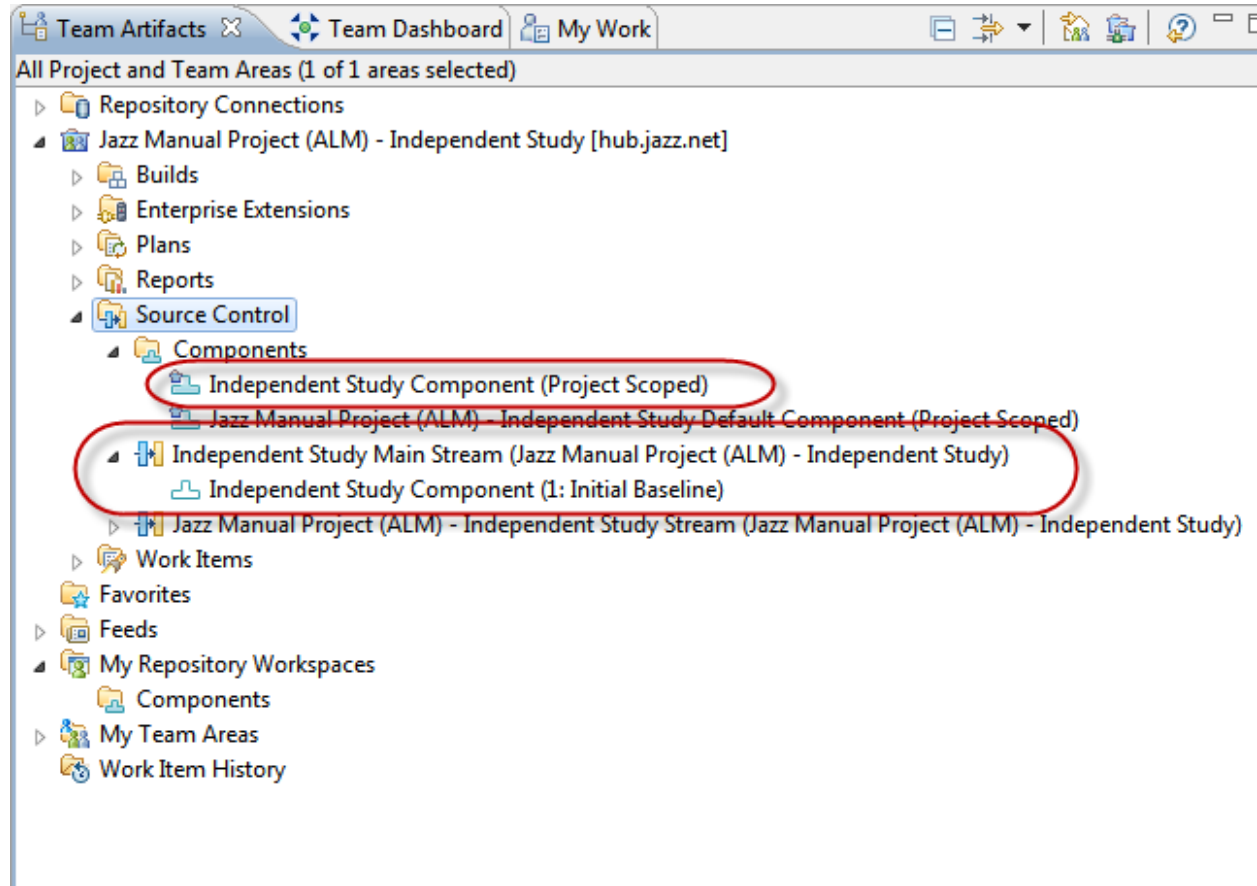 Team Artifacts Team Dashboard My Work
All Project and Team Areas (1 of 1 areas selected)
Repository Connections
Jazz Manual Project (ALM) - Independent Study [hub.jazz.net]
Builds
Enterprise Extensions
Plans
Reports
Source Control
Components
Independent Study Component (Project Scoped)
Jazz Manual Project (ALM) - Independent Study Default Component (Project Scoped)
Independent Study Main Stream (Jazz Manual Project (ALM) - Independent Study)
Independent Study Component (1: Initial Baseline)
Jazz Manual Project (ALM) - Independent Study Stream (Jazz Manual Project (ALM) - Independent Study)
Work Items
Favorites
Feeds
My Repository Workspaces
Components
My Team Areas
Work Item History